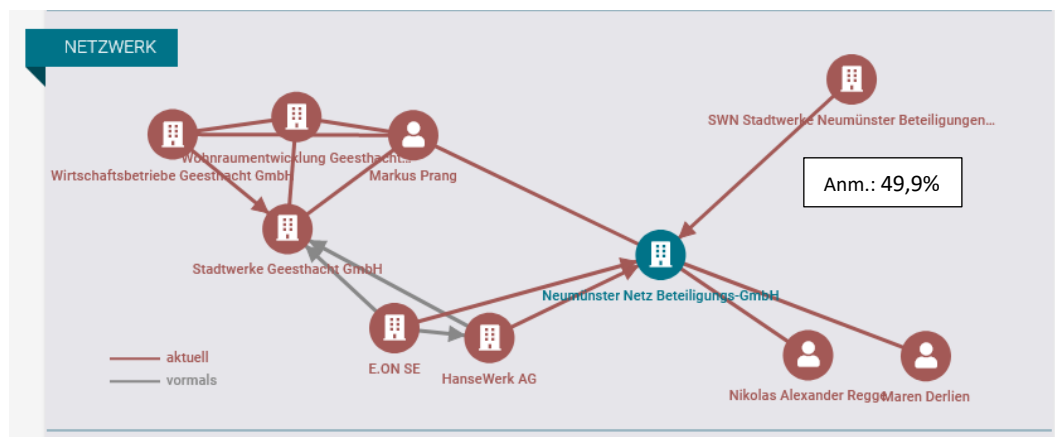 NETZWERK
SWN Stadtwerke Neumünster Beteiligungen...
Wohnraumentwicklung Geesthacht...
Wirtschaftsbetriebe Geesthacht GmbH
Markus Prang
Anm.: 49,9%
Stadtwerke Geesthacht GmbH
Neumünster Netz Beteiligungs-GmbH
aktuell
E.ON SE
HanseWerk AG
vormals
Nikolas Alexander Regge
Maren Derlien